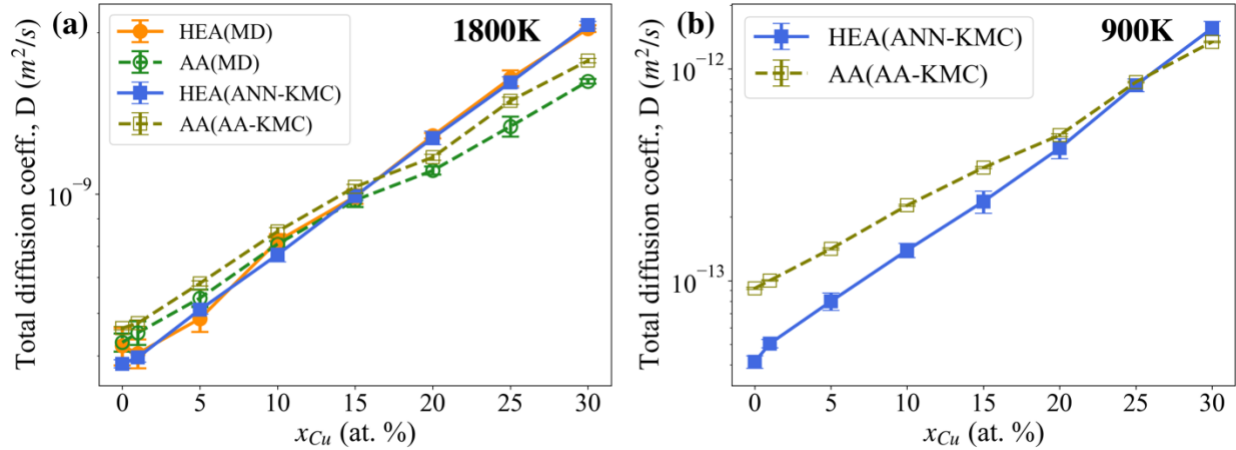 (a)
1800K
HEA(MD)
AA(MD)
HEA(ANN-KMC)
AA(AA-KMC)
Total diffusion coeff., D (m²/s)
10⁻⁹
0 5 10 15 20 25 30
x_Cu (at. %)
(b)
900K
HEA(ANN-KMC)
AA(AA-KMC)
Total diffusion coeff., D (m²/s)
10⁻¹²
10⁻¹³
0 5 10 15 20 25 30
x_Cu (at. %)